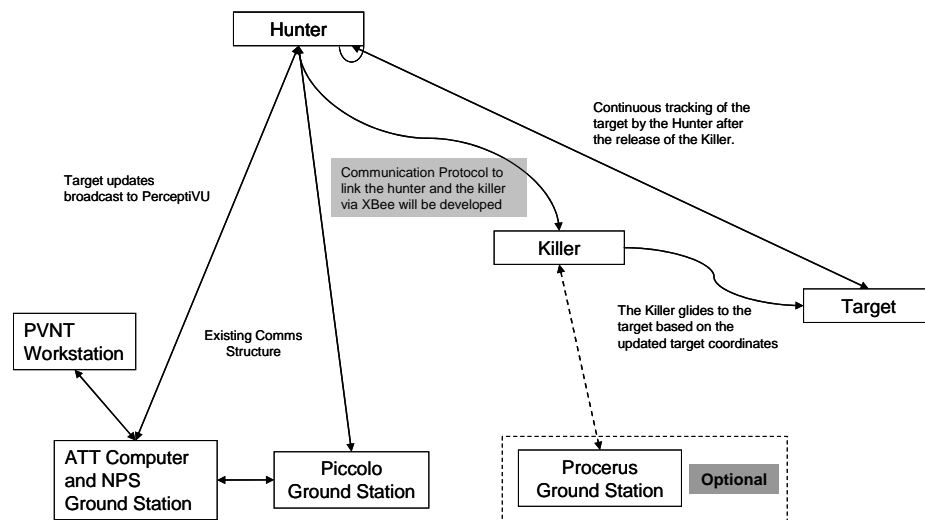 Hunter
Continuous tracking of the
target by the Hunter after
the release of the Killer.
Target updates
broadcast to PerceptiVU
Communication Protocol to
link the hunter and the killer
via XBee will be developed
Killer
Target
The Killer glides to the
target based on the
updated target coordinates
PVNT
Workstation
Existing Comms
Structure
ATT Computer
and NPS
Ground Station
Piccolo
Ground Station
Procerus
Ground Station
Optional